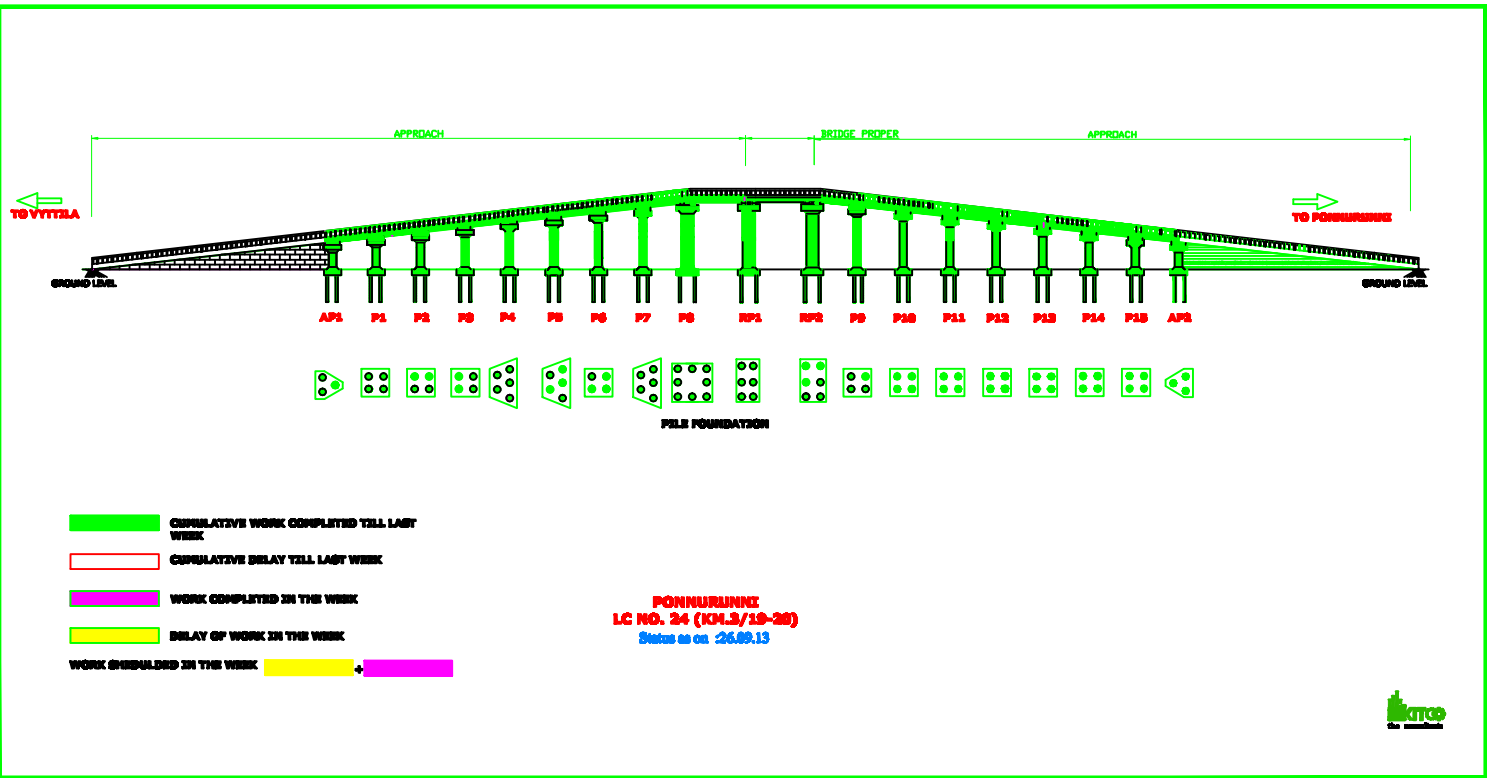 APPROACH
BRIDGE PROPER
APPROACH
TO VYTTILA
TO PONNURUNNI
GROUND LEVEL
GROUND LEVEL
AP1 P1 P2 P3 P4 P5 P6 P7 P8 RP1 RP2 P9 P10 P11 P12 P13 P14 P15 AP2
PILE FOUNDATION
CUMULATIVE WORK COMPLETED TILL LAST
WEEK
CUMULATIVE DELAY TILL LAST WEEK
WORK COMPLETED IN THE WEEK
DELAY OF WORK IN THE WEEK
WORK SHEDULDED IN THE WEEK +
PONNURUNNI
LC NO. 24 (KM.3/19-20)
Status as on :26.09.13
KITCO
the consultants